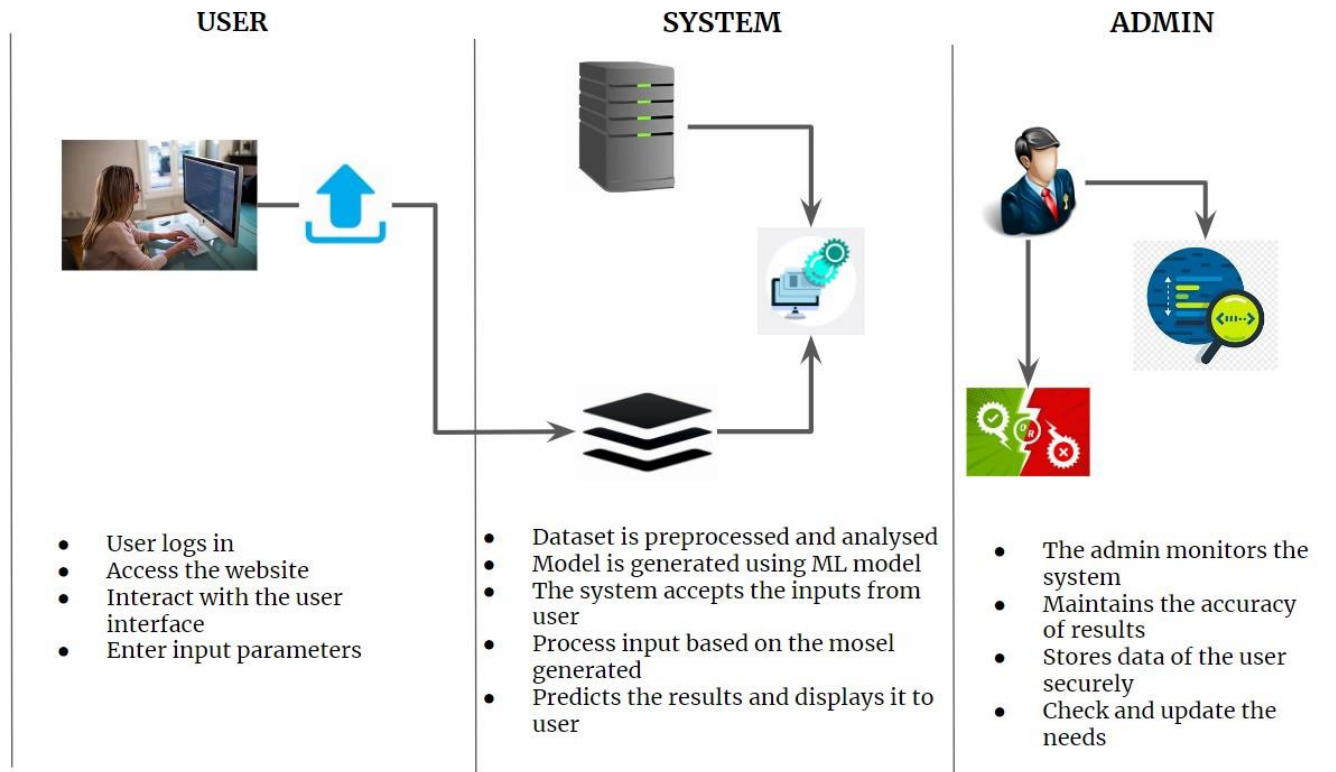 USER
SYSTEM
ADMIN
O
R
● User logs in
● Access the website
● Interact with the user
interface
● Enter input parameters
● Dataset is preprocessed and analysed
● Model is generated using ML model
● The system accepts the inputs from
user
● Process input based on the mosel
generated
● Predicts the results and displays it to
user
● The admin monitors the
system
● Maintains the accuracy
of results
● Stores data of the user
securely
● Check and update the
needs